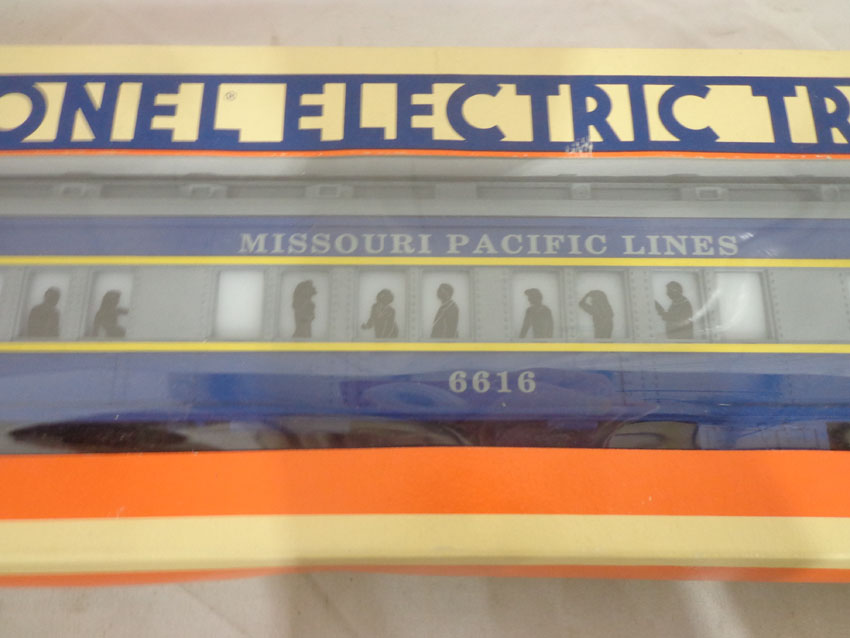 ONEL® ELECTRIC TR
MISSOURI PACIFIC LINES
6616